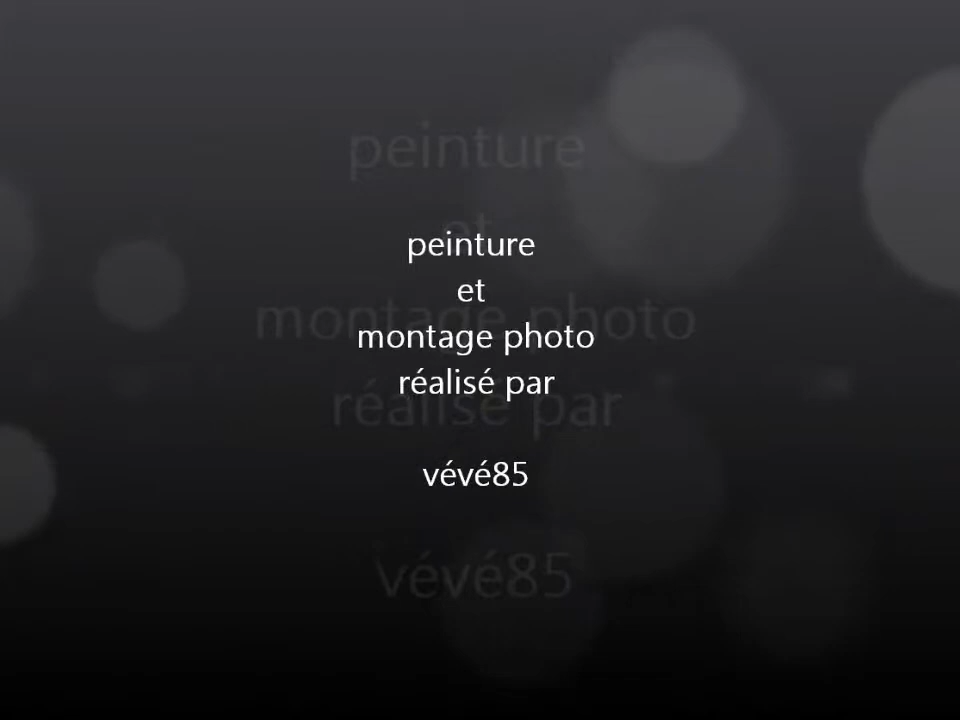 peinture
et
montage photo
réalisé par
vévé85